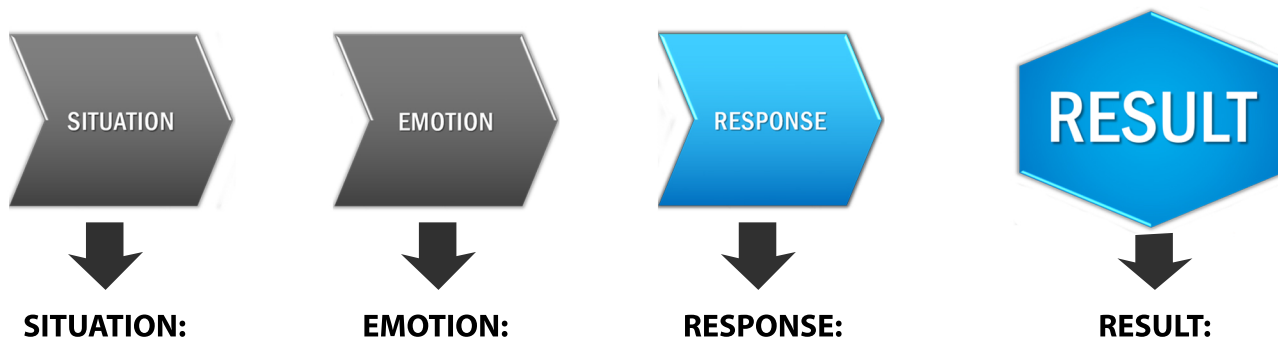 SITUATION
EMOTION
RESPONSE
RESULT
SITUATION:
EMOTION:
RESPONSE:
RESULT: